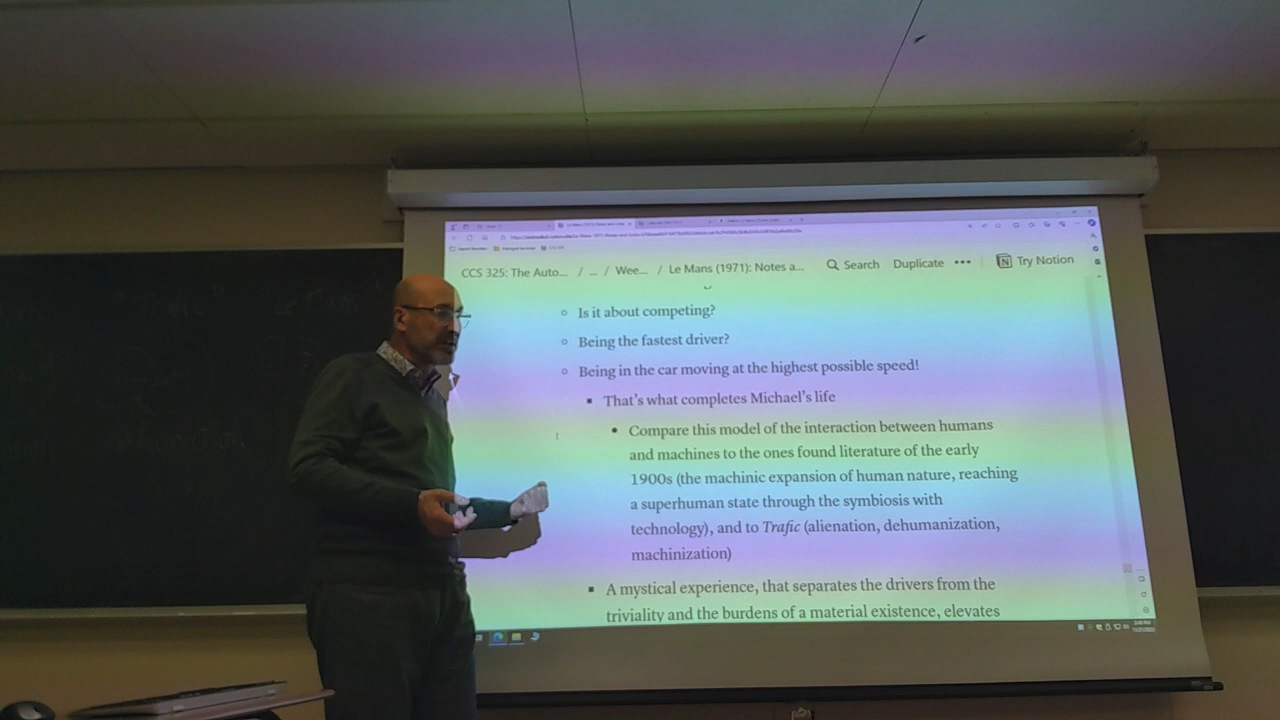 CCS 325: The Auto... / ... / Wee... / Le Mans (1971): Notes a... Search Duplicate ••• Try Notion
Is it about competing?
Being the fastest driver?
Being in the car moving at the highest possible speed!
That's what completes Michael's life
Compare this model of the interaction between humans
and machines to the ones found literature of the early
1900s (the machinic expansion of human nature, reaching
a superhuman state through the symbiosis with
technology), and to Trafic (alienation, dehumanization,
machinization)
A mystical experience, that separates the drivers from the
triviality and the burdens of a material existence, elevates